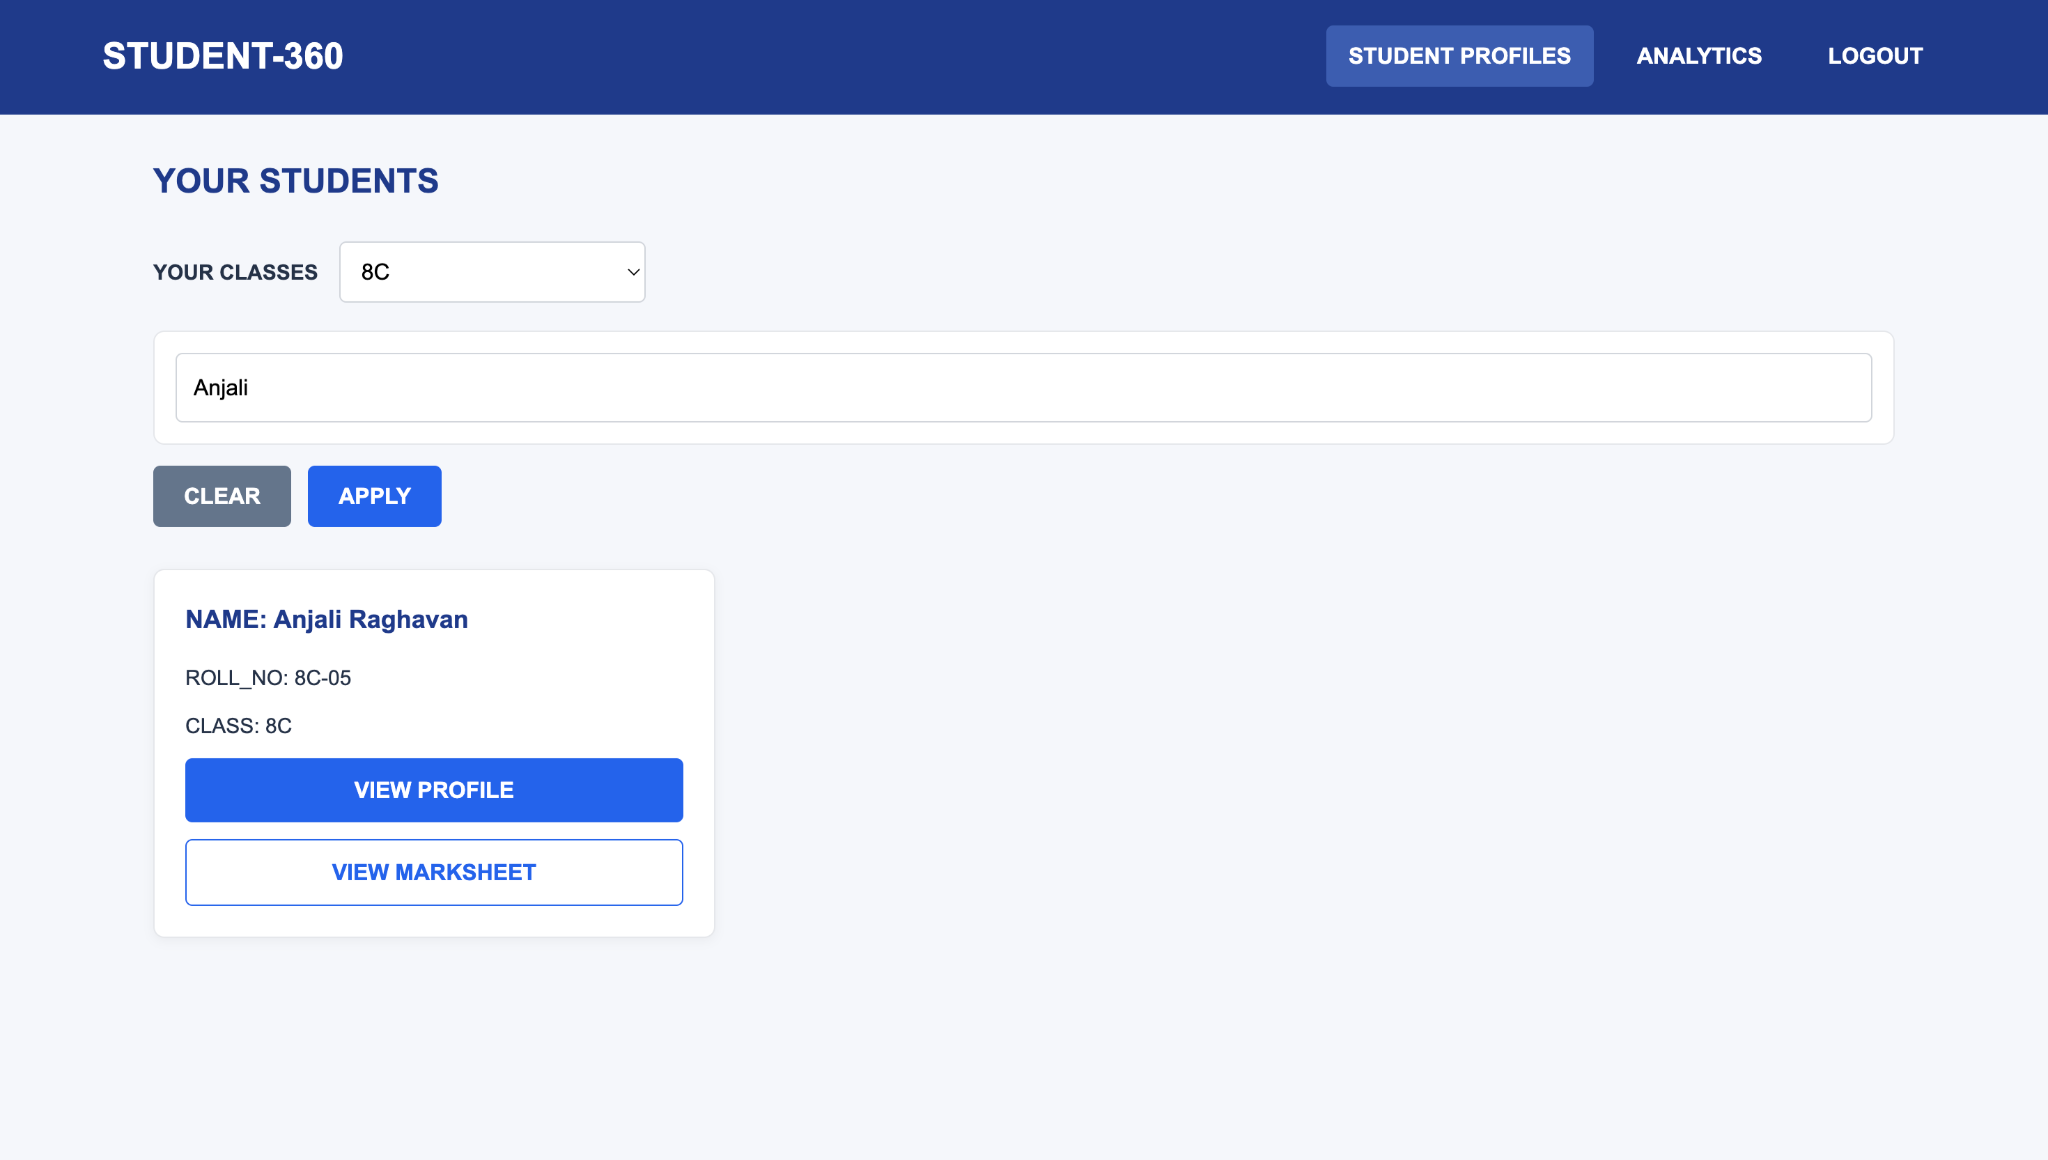 STUDENT-360
STUDENT PROFILES
ANALYTICS
LOGOUT
YOUR STUDENTS
YOUR CLASSES
8C
Anjali
CLEAR
APPLY
NAME: Anjali Raghavan
ROLL_NO: 8C-05
CLASS: 8C
VIEW PROFILE
VIEW MARKSHEET